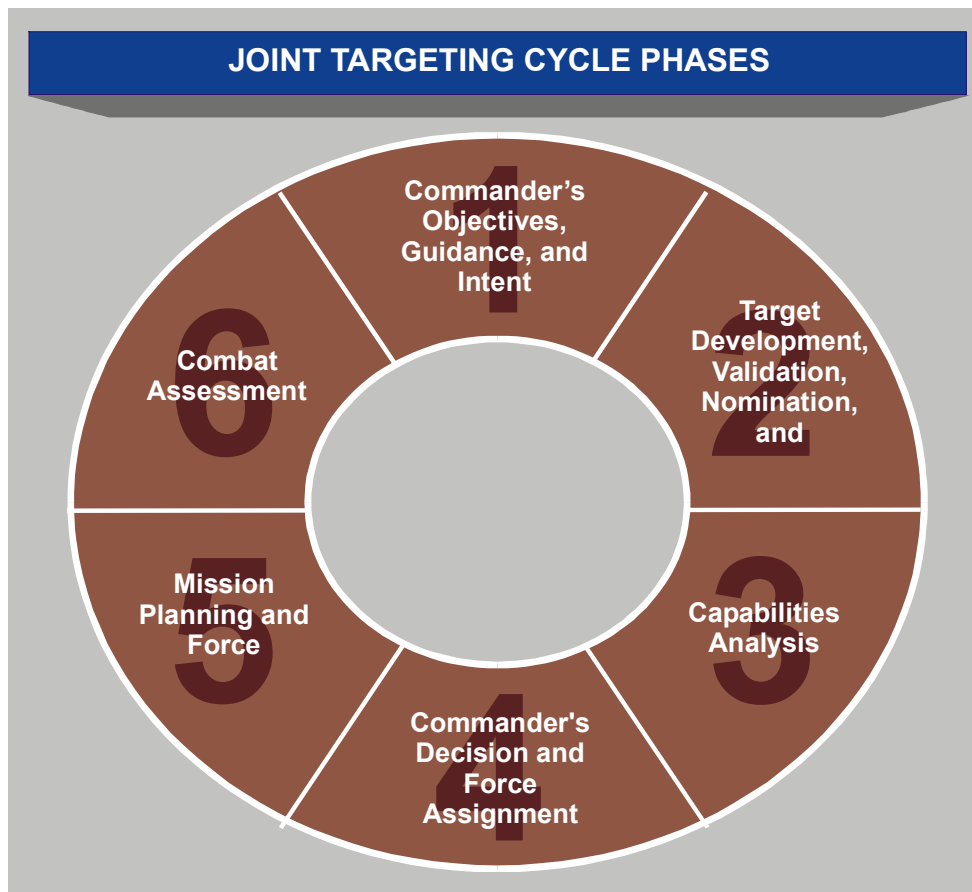 JOINT TARGETING CYCLE PHASES
1
Commander’s
Objectives,
Guidance, and
Intent
2
Target
Development,
Validation,
Nomination,
and
3
Capabilities
Analysis
4
Commander's
Decision and
Force
Assignment
5
Mission
Planning and
Force
6
Combat
Assessment